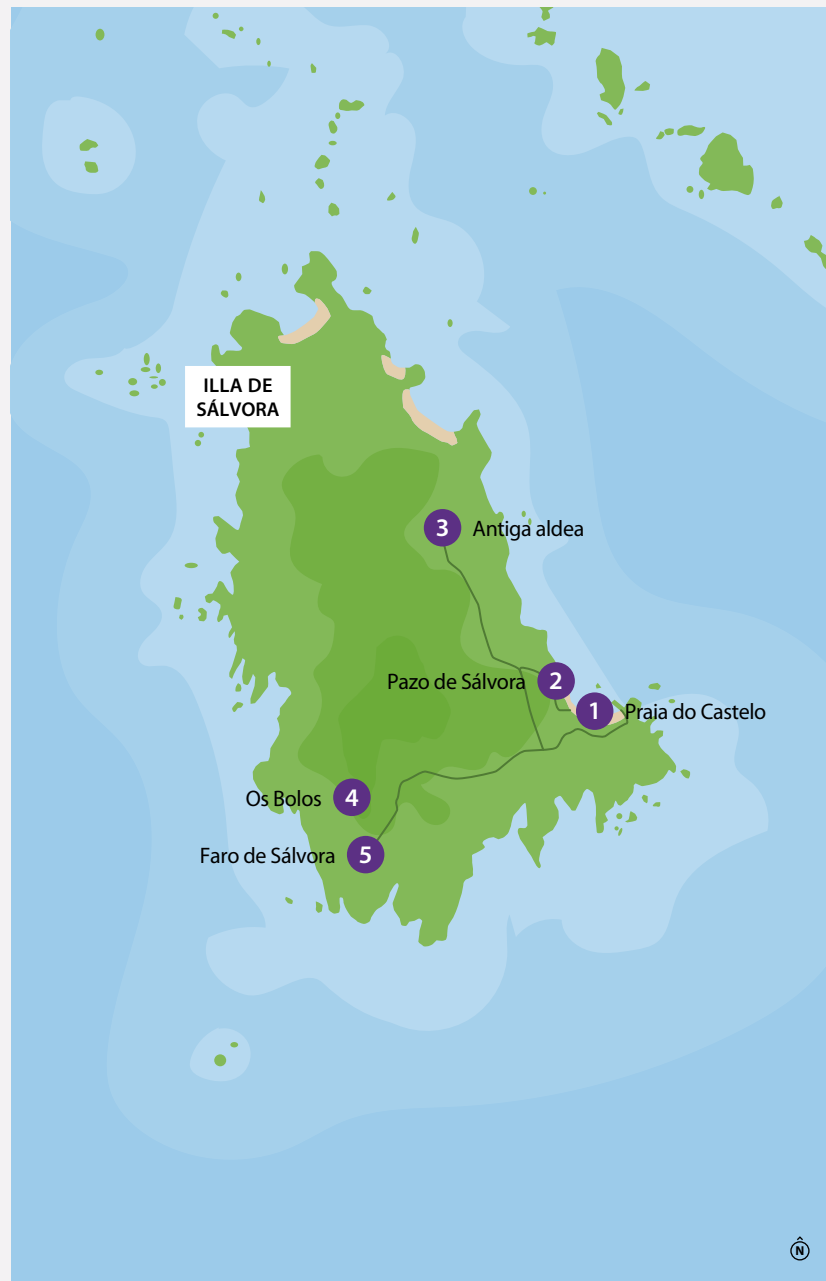 ILLA DE
SÁLVORA
3 Antiga aldea
Pazo de Sálvora 2
1 Praia do Castelo
Os Bolos 4
Faro de Sálvora 5
N